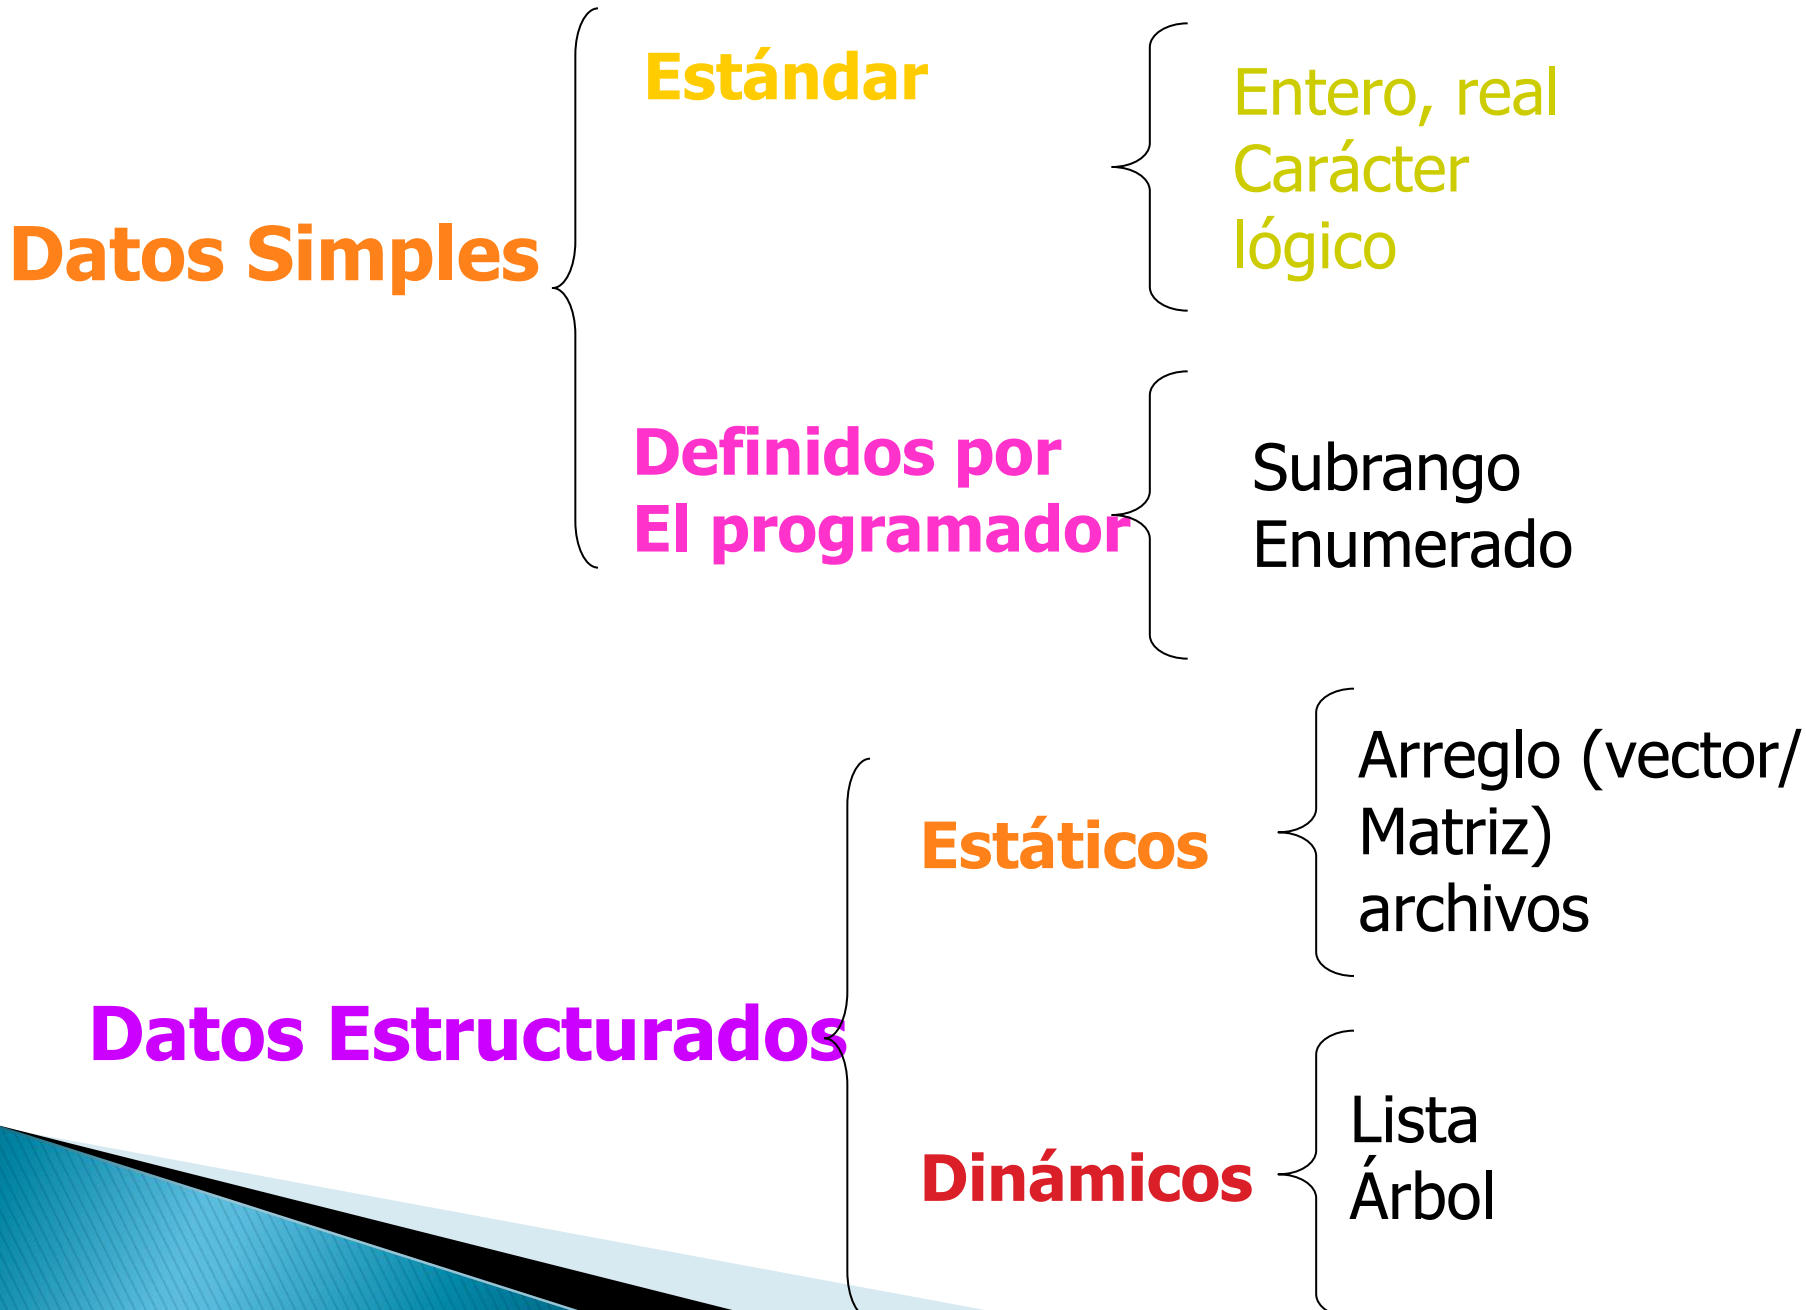 Datos Simples
Estándar
Entero, real
Carácter
lógico
Definidos por
El programador
Subrango
Enumerado
Datos Estructurados
Estáticos
Arreglo (vector/
Matriz)
archivos
Dinámicos
Lista
Árbol